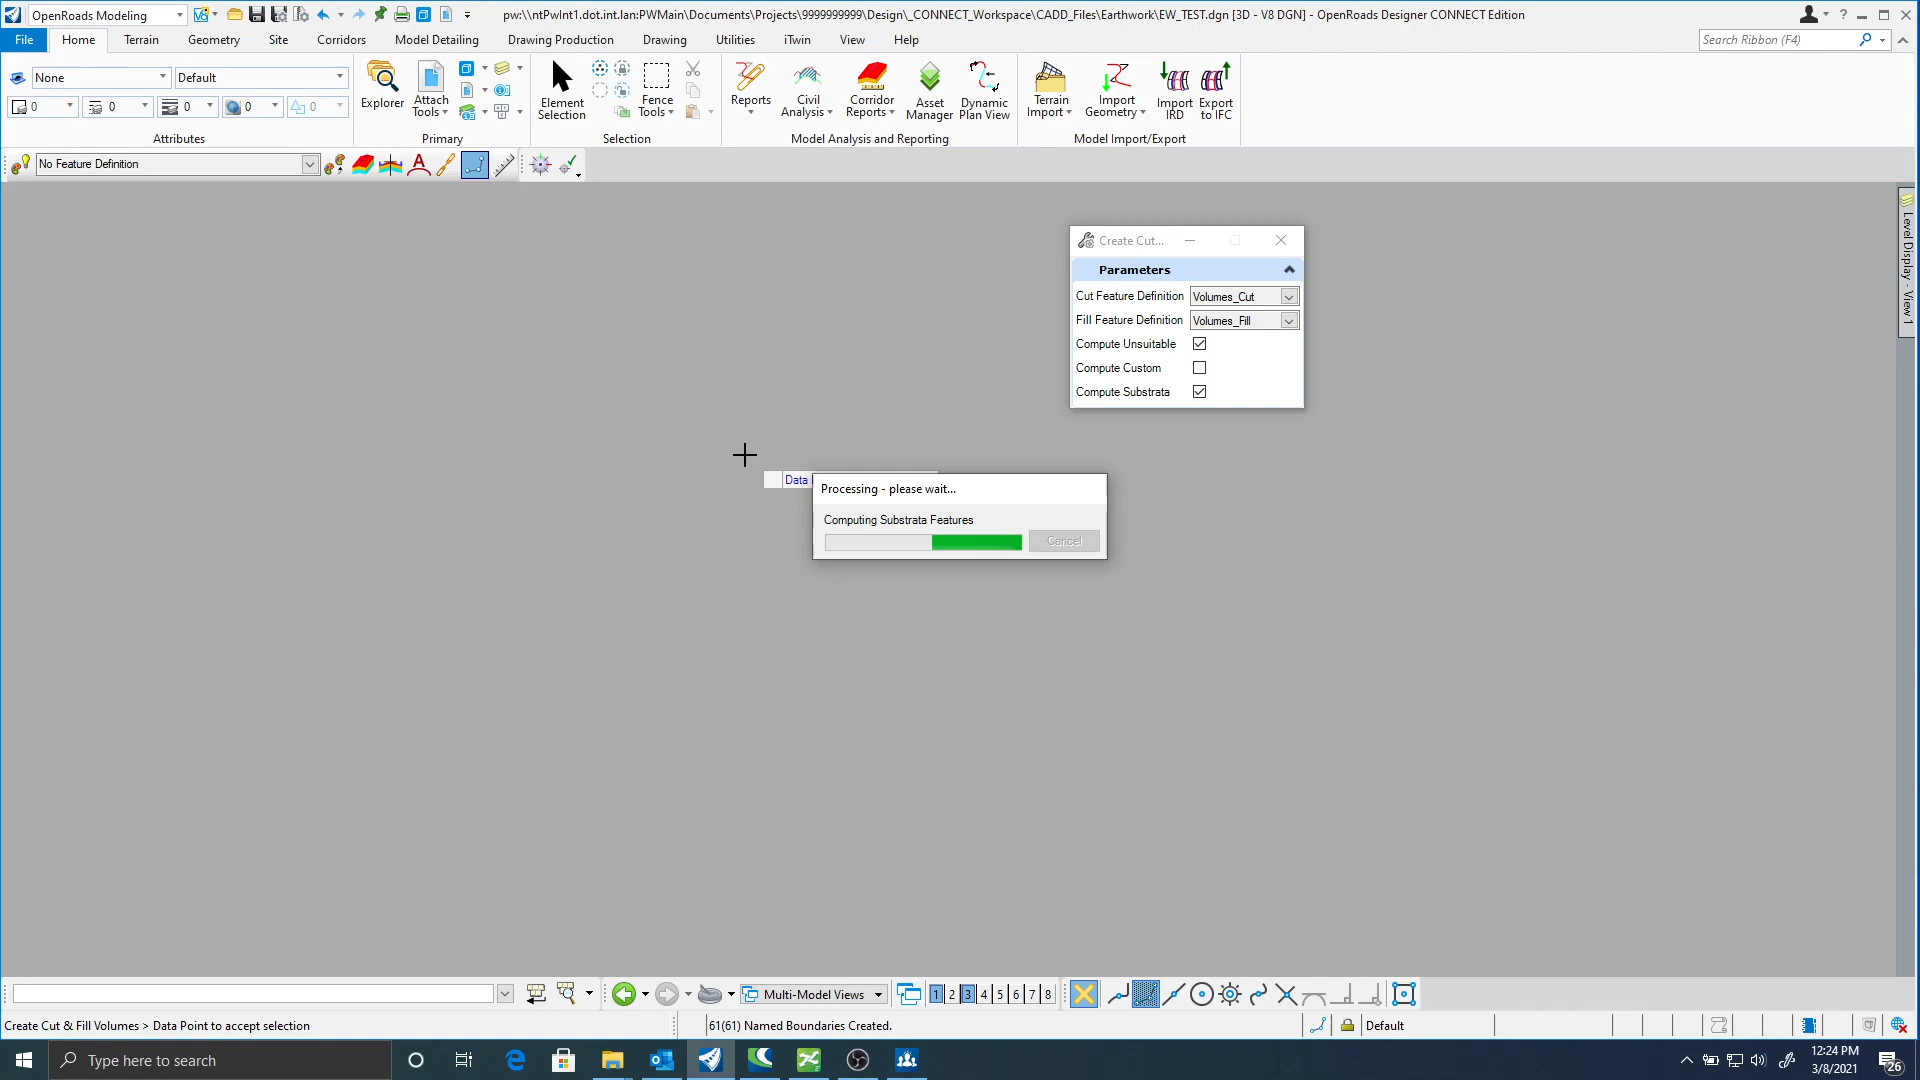 OpenRoads Modeling
pw:\\ntPwInt1.dot.int.lan:PWMain\Documents\Projects\9999999999\Design\_CONNECT_Workspace\CADD_Files\Earthwork\EW_TEST.dgn [3D - V8 DGN] - OpenRoads Designer CONNECT Edition
File Home Terrain Geometry Site Corridors Model Detailing Drawing Production Drawing Utilities iTwin View Help Search Ribbon (F4)
None Default
0 0 0 0 0
Explorer
Attach Tools
Element Selection
Fence Tools
Reports
Civil Analysis
Corridor Reports
Asset Manager
Dynamic Plan View
Terrain Import
Import Geometry
Import IRD
Export to IFC
Attributes Primary Selection Model Analysis and Reporting Model Import/Export
No Feature Definition
Level Display - View 1
Create Cut...
Parameters
Cut Feature Definition Volumes_Cut
Fill Feature Definition Volumes_Fill
Compute Unsuitable
Compute Custom
Compute Substrata
Data
Processing - please wait...
Computing Substrata Features
Cancel
Multi-Model Views 1 2 3 4 5 6 7 8
Create Cut & Fill Volumes > Data Point to accept selection 61(61) Named Boundaries Created. Default
Type here to search
12:24 PM
3/8/2021
26